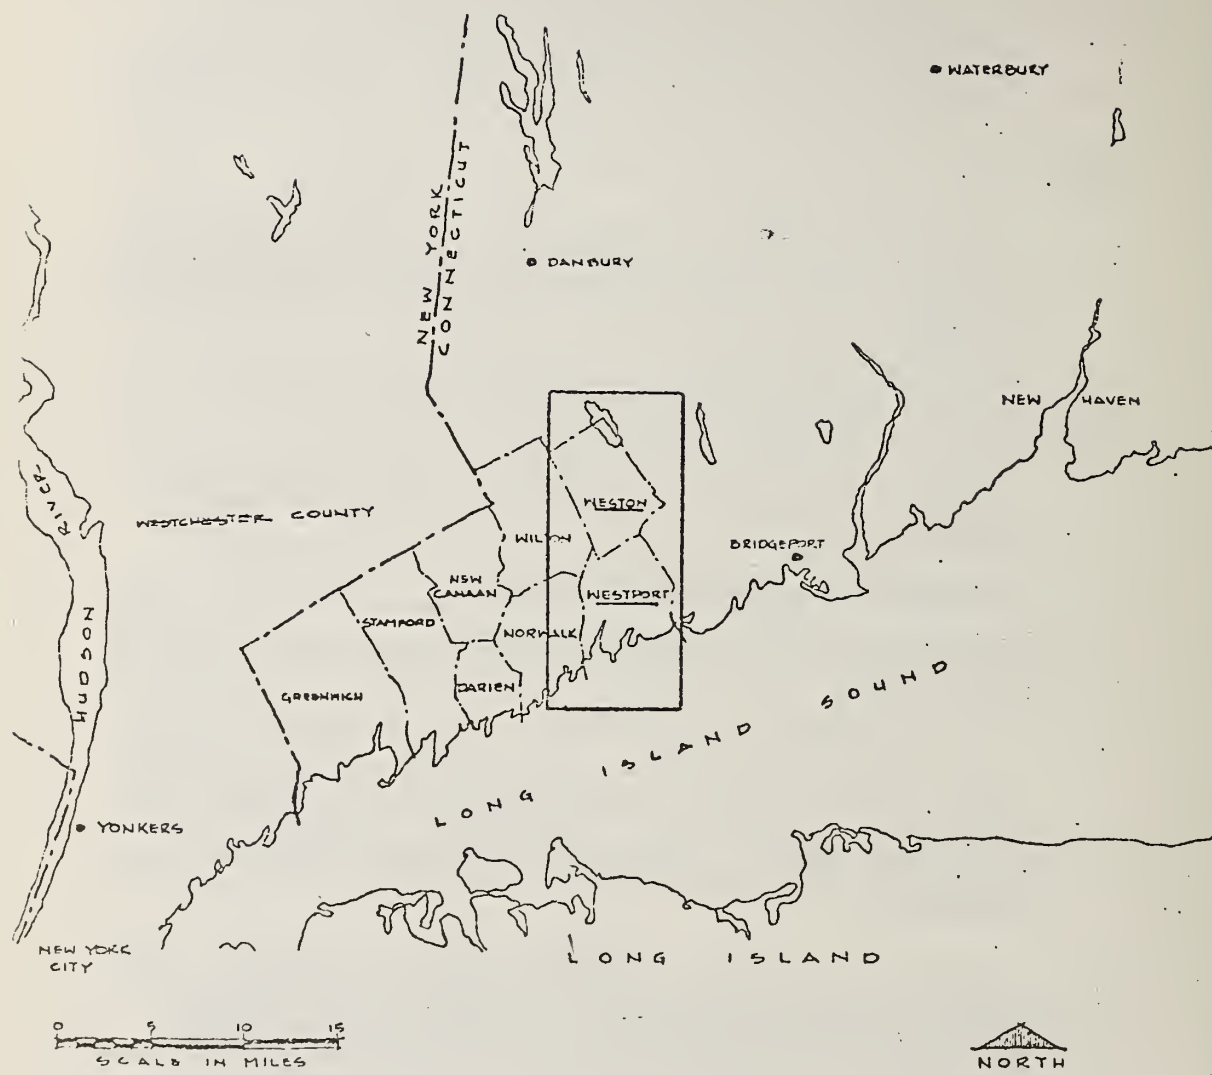 WATERBURY
NEW YORK
CONNECTICUT
DANBURY
NEW HAVEN
RIVER
WESTCHESTER COUNTY
WESTON
WILTON
BRIDGEPORT
NEW
CANAAN
WESTPORT
STAMFORD
NORWALK
HUDSON
GREENWICH
DARIEN
LONG ISLAND SOUND
YONKERS
NEW YORK
CITY
LONG ISLAND
0 5 10 15
SCALE IN MILES
NORTH